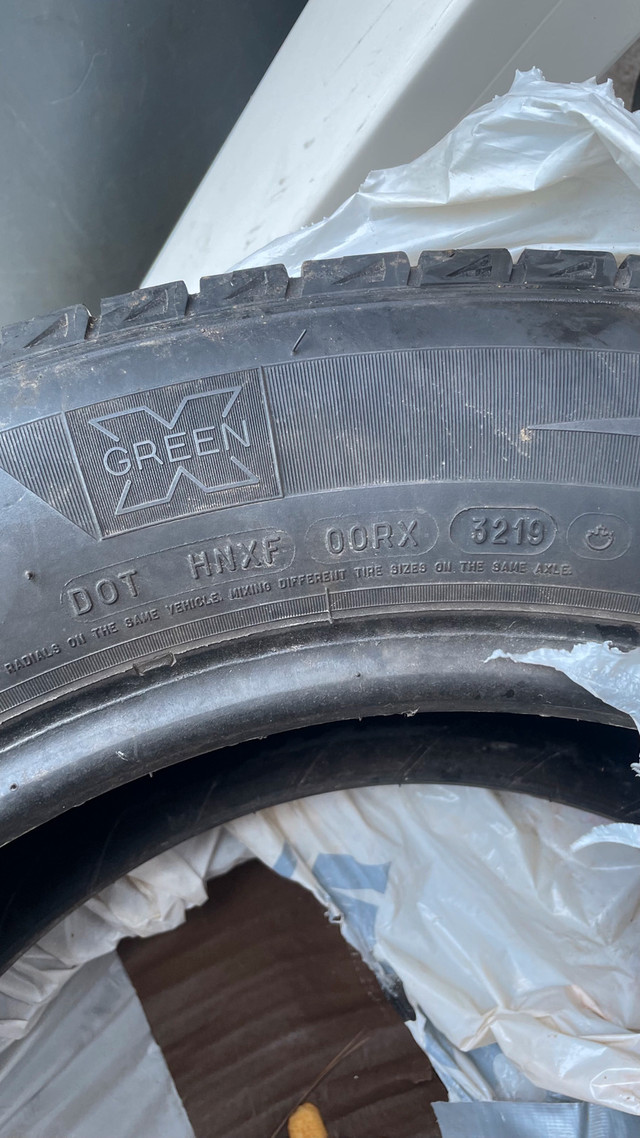 GREEN X
DOT HNXF 00RX 3219
RADIALS ON THE SAME VEHICLE. MIXING DIFFERENT TIRE SIZES ON THE SAME AXLE.